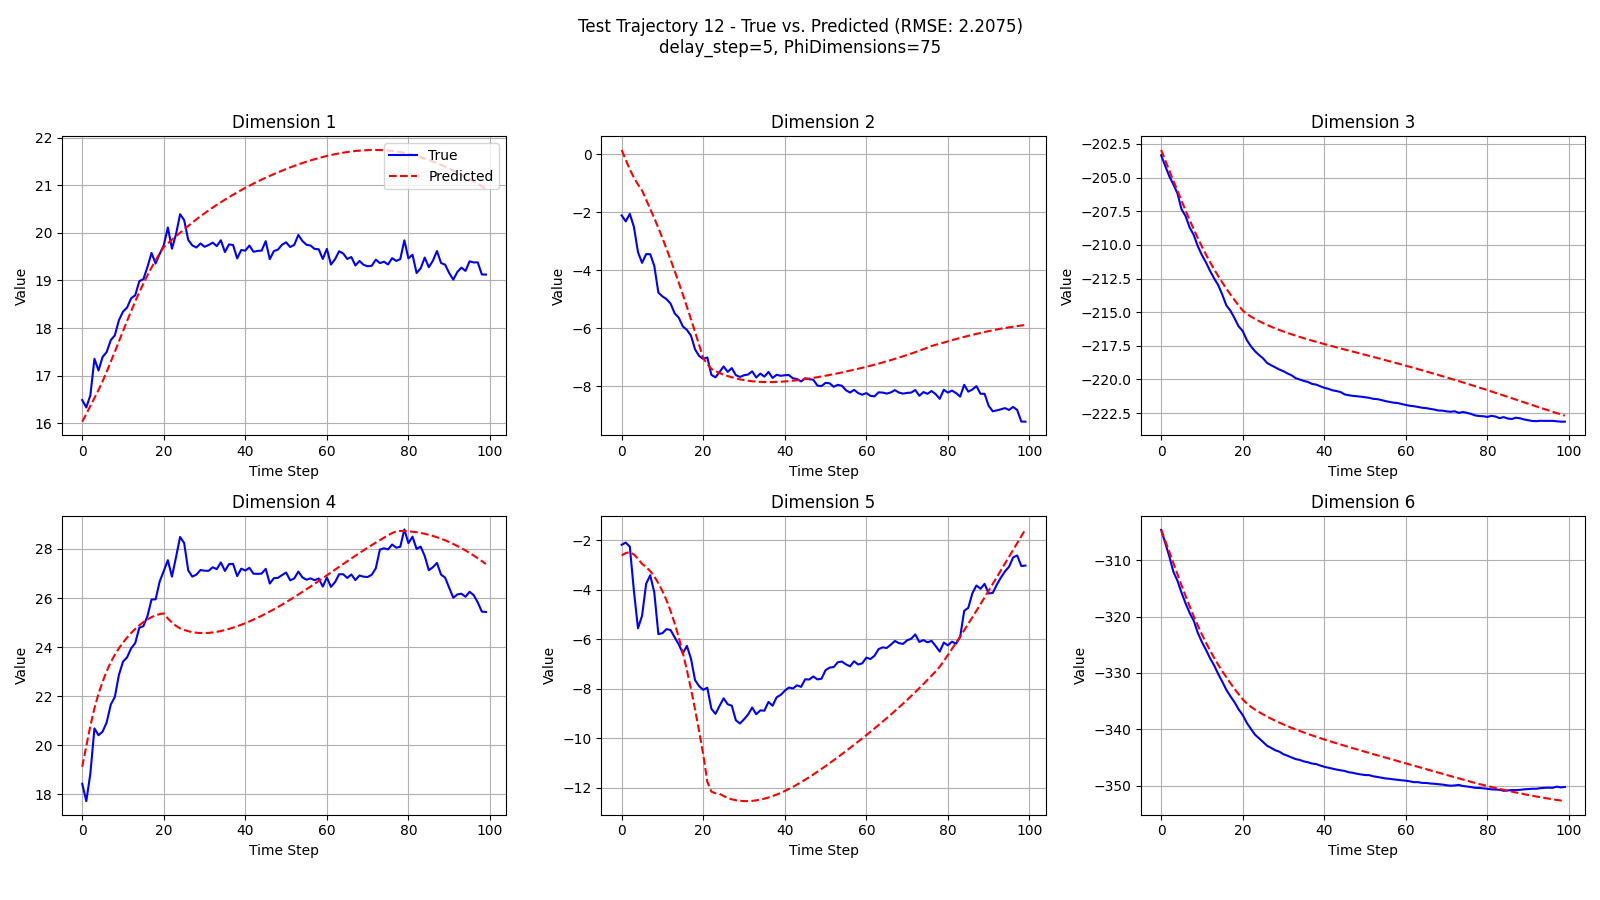 Test Trajectory 12 - True vs. Predicted (RMSE: 2.2075)
delay_step=5, PhiDimensions=75
Dimension 1
22
21
20
19
18
17
16
Value
0 20 40 60 80 100
Time Step
True
Predicted
Dimension 2
0
−2
−4
−6
−8
Value
0 20 40 60 80 100
Time Step
Dimension 3
−202.5
−205.0
−207.5
−210.0
−212.5
−215.0
−217.5
−220.0
−222.5
Value
0 20 40 60 80 100
Time Step
Dimension 4
28
26
24
22
20
18
Value
0 20 40 60 80 100
Time Step
Dimension 5
−2
−4
−6
−8
−10
−12
Value
0 20 40 60 80 100
Time Step
Dimension 6
−310
−320
−330
−340
−350
Value
0 20 40 60 80 100
Time Step